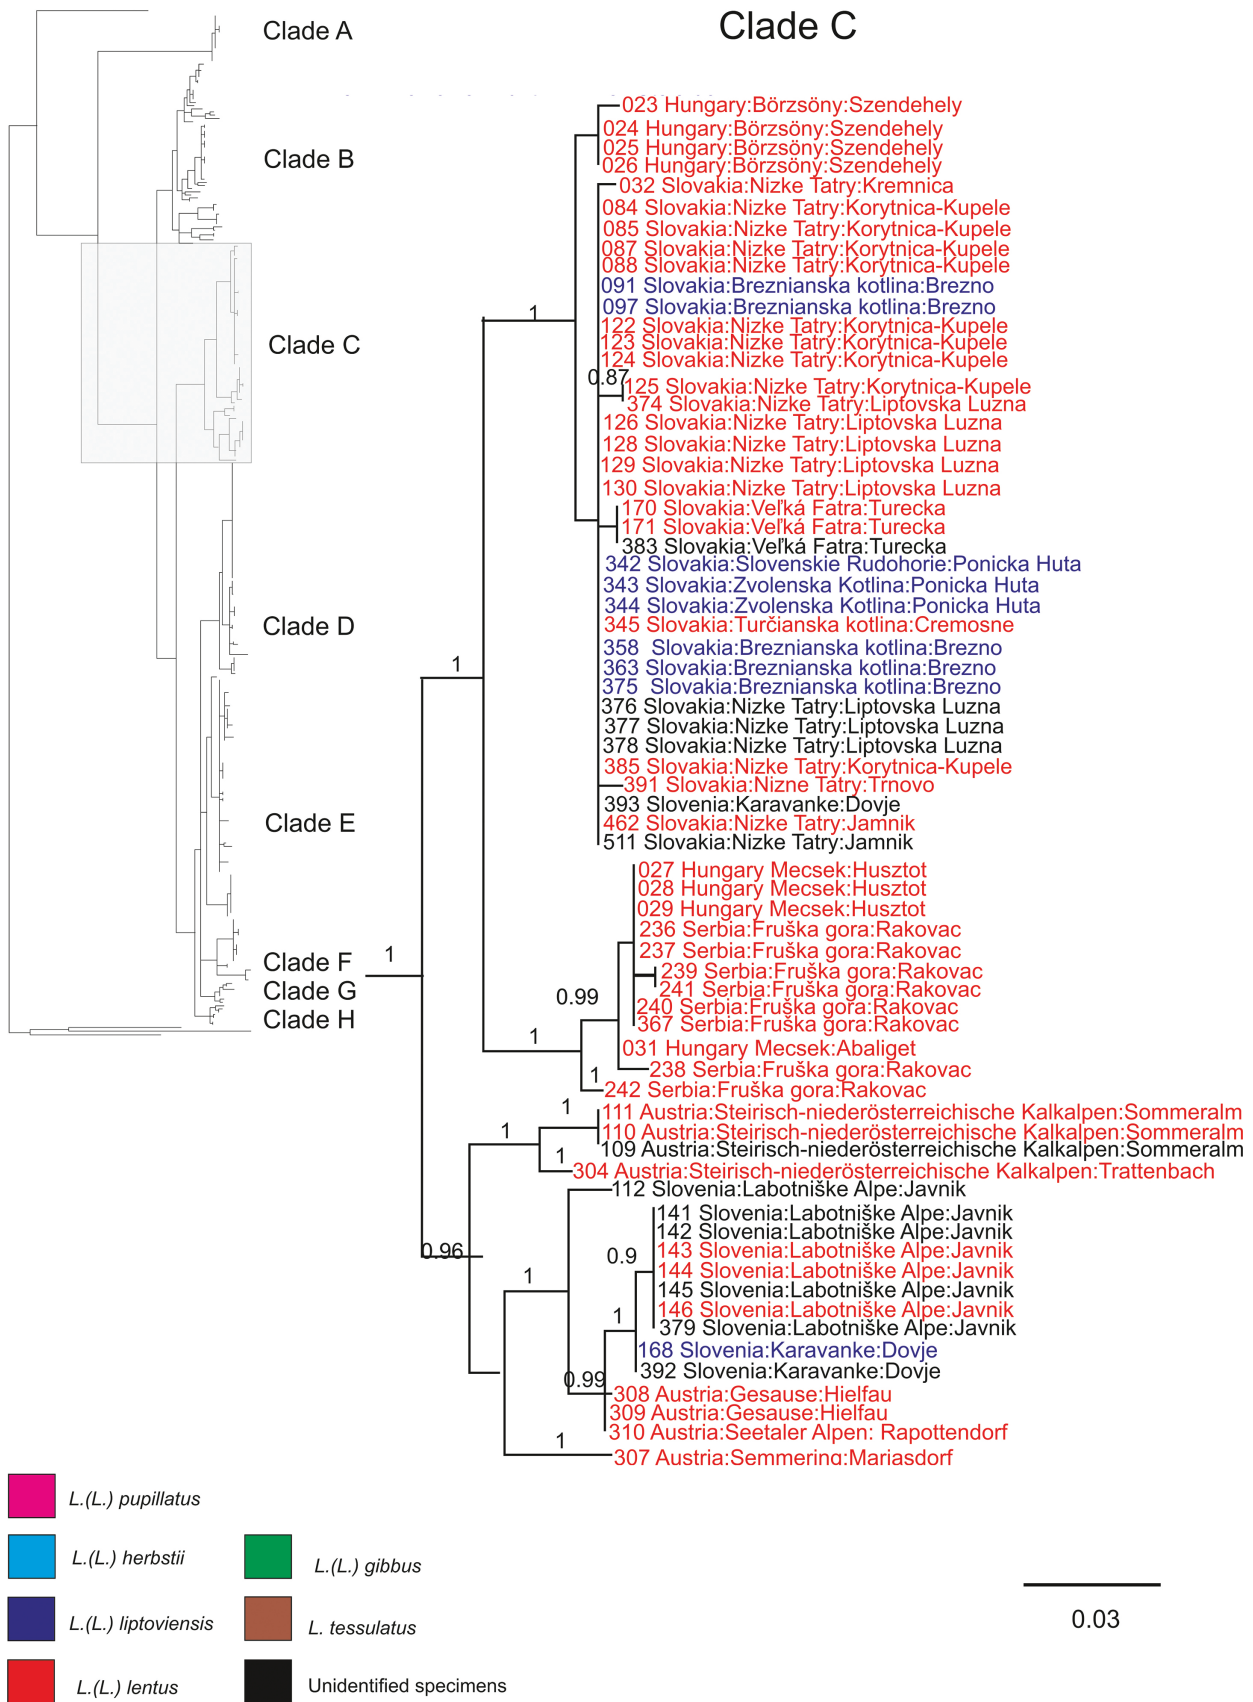 Clade C
Clade A
Clade B
Clade C
Clade D
Clade E
Clade F
Clade G
Clade H
023 Hungary:Börzsöny:Szendehely
024 Hungary:Börzsöny:Szendehely
025 Hungary:Börzsöny:Szendehely
026 Hungary:Börzsöny:Szendehely
032 Slovakia:Nizke Tatry:Kremnica
084 Slovakia:Nizke Tatry:Korytnica-Kupele
085 Slovakia:Nizke Tatry:Korytnica-Kupele
087 Slovakia:Nizke Tatry:Korytnica-Kupele
088 Slovakia:Nizke Tatry:Korytnica-Kupele
091 Slovakia:Breznianska kotlina:Brezno
097 Slovakia:Breznianska kotlina:Brezno
1
122 Slovakia:Nizke Tatry:Korytnica-Kupele
123 Slovakia:Nizke Tatry:Korytnica-Kupele
124 Slovakia:Nizke Tatry:Korytnica-Kupele
0.87
125 Slovakia:Nizke Tatry:Korytnica-Kupele
374 Slovakia:Nizke Tatry:Liptovska Luzna
126 Slovakia:Nizke Tatry:Liptovska Luzna
128 Slovakia:Nizke Tatry:Liptovska Luzna
129 Slovakia:Nizke Tatry:Liptovska Luzna
130 Slovakia:Nizke Tatry:Liptovska Luzna
170 Slovakia:Veľká Fatra:Turecka
171 Slovakia:Veľká Fatra:Turecka
383 Slovakia:Veľká Fatra:Turecka
342 Slovakia:Slovenskie Rudohorie:Ponicka Huta
343 Slovakia:Zvolenska Kotlina:Ponicka Huta
344 Slovakia:Zvolenska Kotlina:Ponicka Huta
345 Slovakia:Turčianska kotlina:Cremosne
358 Slovakia:Breznianska kotlina:Brezno
1
363 Slovakia:Breznianska kotlina:Brezno
375 Slovakia:Breznianska kotlina:Brezno
376 Slovakia:Nizke Tatry:Liptovska Luzna
377 Slovakia:Nizke Tatry:Liptovska Luzna
378 Slovakia:Nizke Tatry:Liptovska Luzna
385 Slovakia:Nizke Tatry:Korytnica-Kupele
391 Slovakia:Nizne Tatry:Trnovo
393 Slovenia:Karavanke:Dovje
462 Slovakia:Nizke Tatry:Jamnik
511 Slovakia:Nizke Tatry:Jamnik
027 Hungary Mecsek:Husztot
028 Hungary Mecsek:Husztot
029 Hungary Mecsek:Husztot
236 Serbia:Fruška gora:Rakovac
237 Serbia:Fruška gora:Rakovac
1
239 Serbia:Fruška gora:Rakovac
241 Serbia:Fruška gora:Rakovac
0.99
240 Serbia:Fruška gora:Rakovac
367 Serbia:Fruška gora:Rakovac
1
031 Hungary Mecsek:Abaliget
238 Serbia:Fruška gora:Rakovac
1
242 Serbia:Fruška gora:Rakovac
1
111 Austria:Steirisch-niederösterreichische Kalkalpen:Sommeralm
1
110 Austria:Steirisch-niederösterreichische Kalkalpen:Sommeralm
109 Austria:Steirisch-niederösterreichische Kalkalpen:Sommeralm
1
304 Austria:Steirisch-niederösterreichische Kalkalpen:Trattenbach
112 Slovenia:Labotniške Alpe:Javnik
141 Slovenia:Labotniške Alpe:Javnik
142 Slovenia:Labotniške Alpe:Javnik
0.96
0.9
143 Slovenia:Labotniške Alpe:Javnik
1
144 Slovenia:Labotniške Alpe:Javnik
145 Slovenia:Labotniške Alpe:Javnik
1
146 Slovenia:Labotniške Alpe:Javnik
379 Slovenia:Labotniške Alpe:Javnik
168 Slovenia:Karavanke:Dovje
392 Slovenia:Karavanke:Dovje
0.99
308 Austria:Gesause:Hielfau
309 Austria:Gesause:Hielfau
310 Austria:Seetaler Alpen: Rapottendorf
1
307 Austria:Semmering:Mariasdorf
L.(L.) pupillatus
L.(L.) herbstii
L.(L.) gibbus
L.(L.) liptoviensis
L. tessulatus
L.(L.) lentus
Unidentified specimens
0.03